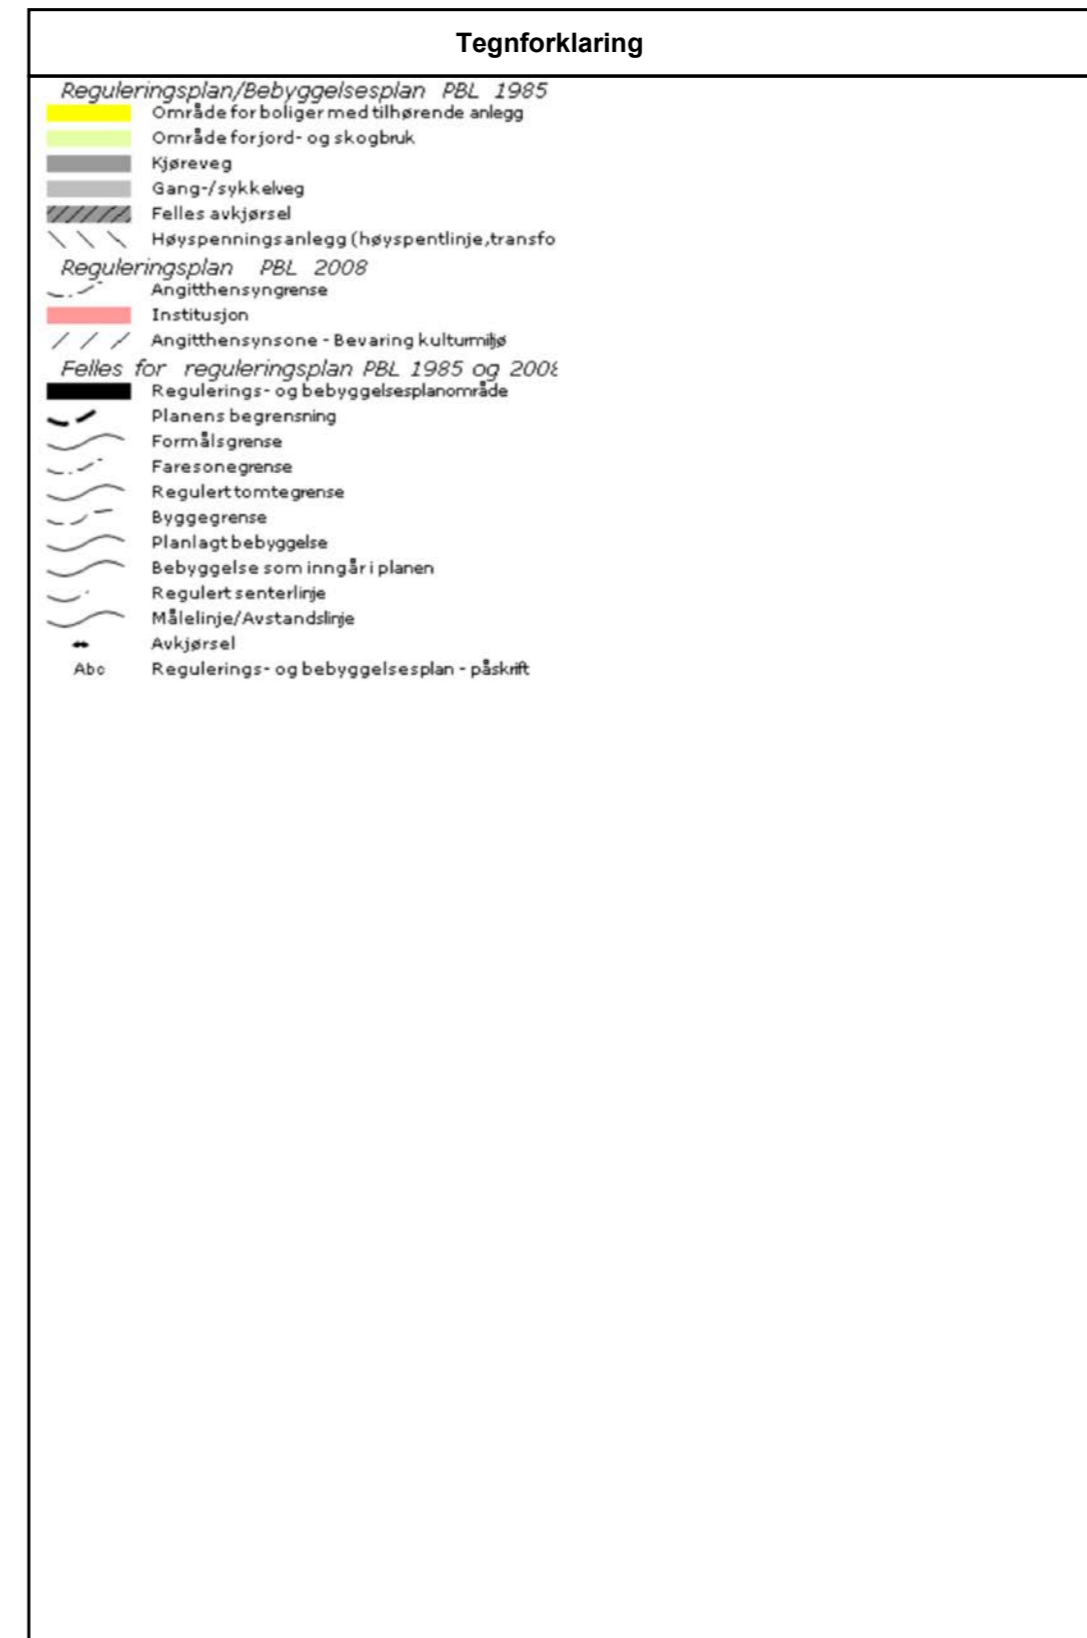 Tegnforklaring
Reguleringsplan/Bebyggelsesplan PBL 1985
Område for boliger med tilhørende anlegg
Område for jord- og skogbruk
Kjøreveg
Gang-/sykkelveg
Felles avkjørsel
Høyspenningsanlegg (høyspentlinje,transfo
Reguleringsplan PBL 2008
Angitthensyngrense
Institusjon
Angitthensynsone - Bevaring kulturmiljø
Felles for reguleringsplan PBL 1985 og 2008
Regulerings- og bebyggelsesplanområde
Planens begrensning
Formålsgrense
Faresonegrense
Regulert tomtegrense
Byggegrense
Planlagt bebyggelse
Bebyggelse som inngår i planen
Regulert senterlinje
Målelinje/Avstandslinje
Avkjørsel
Abc Regulerings- og bebyggelsesplan - påskrift